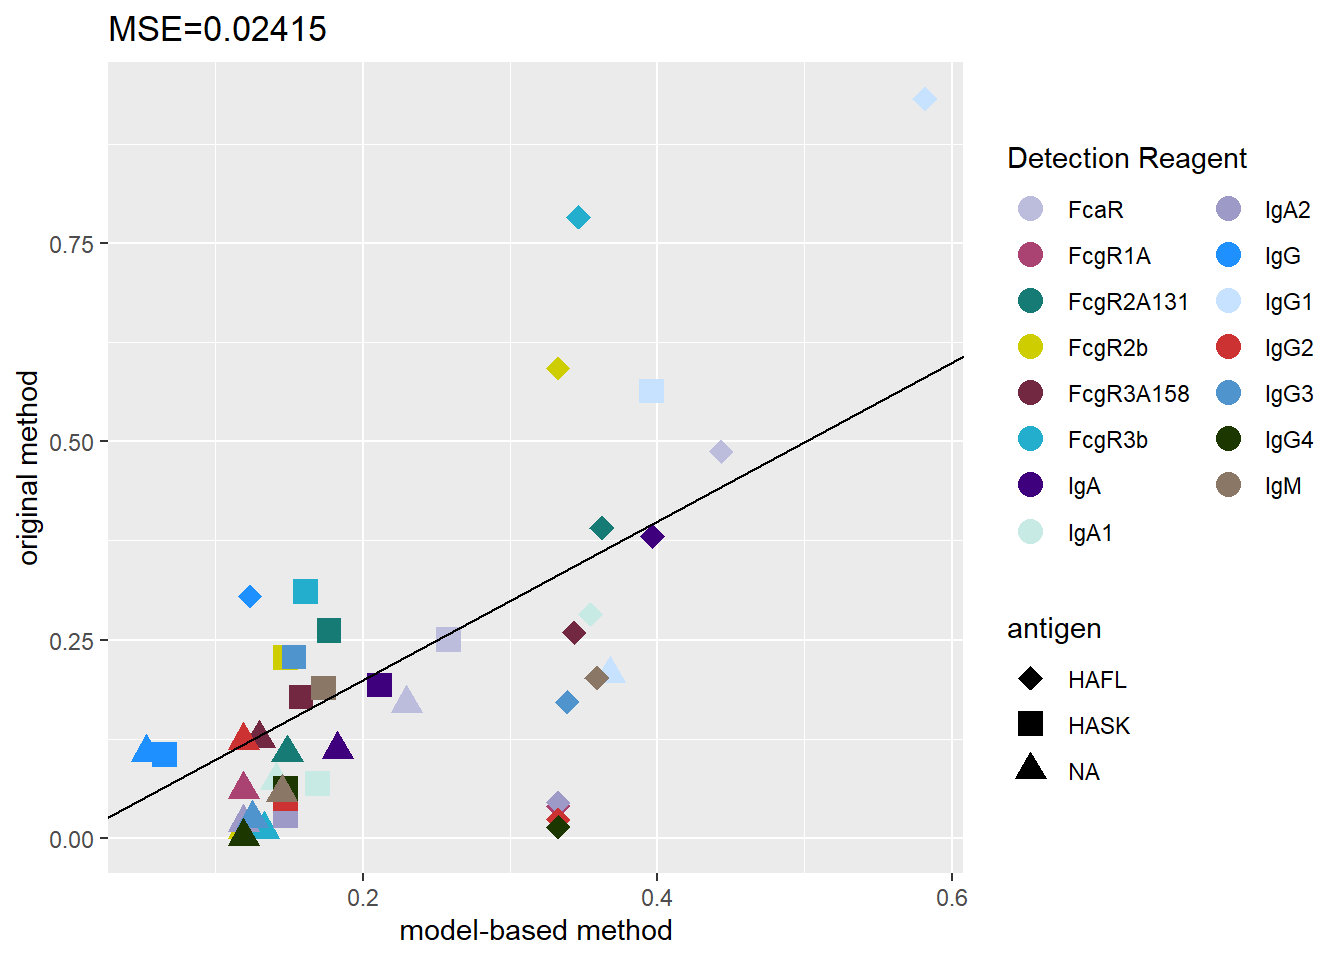 MSE=0.02415
0.75
0.50
0.25
0.00
0.2
0.4
0.6
model-based method
original method
Detection Reagent
FcaR
FcgR1A
FcgR2A131
FcgR2b
FcgR3A158
FcgR3b
IgA
IgA1
IgA2
IgG
IgG1
IgG2
IgG3
IgG4
IgM
antigen
HAFL
HASK
NA